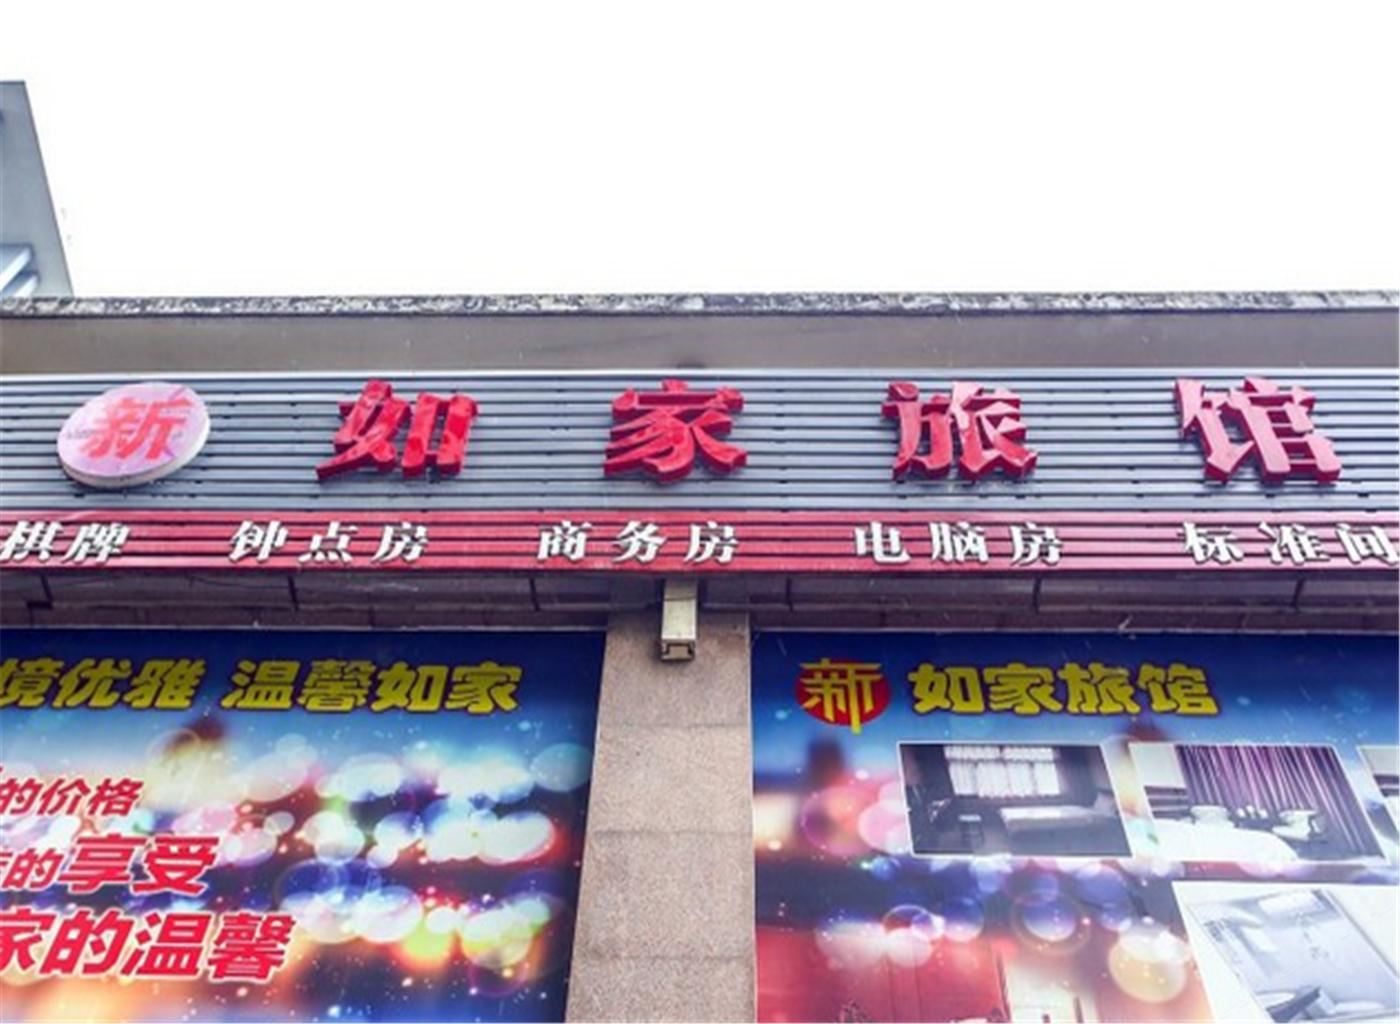 新 如家旅馆
棋牌 钟点房 商务房 电脑房 标准间
境优雅 温馨如家
的价格
的享受
家的温馨
新 如家旅馆